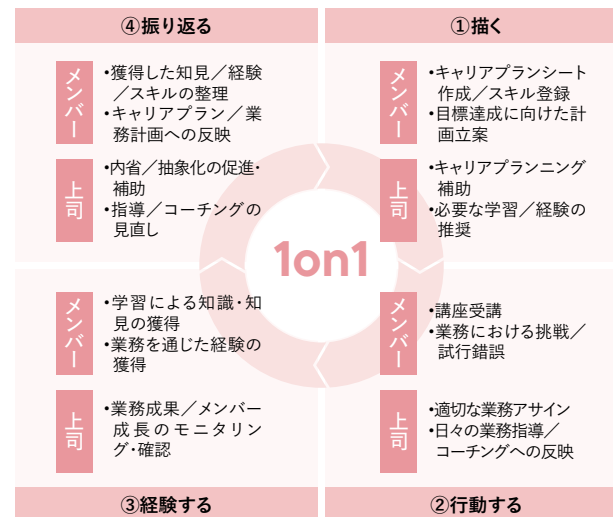 ④振り返る
メンバー
•獲得した知見／経験
／スキルの整理
•キャリアプラン／業
務計画への反映
上司
•内省／抽象化の促進・
補助
•指導／コーチングの
見直し
①描く
メンバー
•キャリアプランシート
作成／スキル登録
•目標達成に向けた計
画立案
上司
•キャリアプランニング
補助
•必要な学習／経験の
推奨
1on1
メンバー
•学習による知識・知
見の獲得
•業務を通じた経験の
獲得
上司
•業務成果／メンバー
成長のモニタリン
グ・確認
③経験する
メンバー
•講座受講
•業務における挑戦／
試行錯誤
上司
•適切な業務アサイン
•日々の業務指導／
コーチングへの反映
②行動する